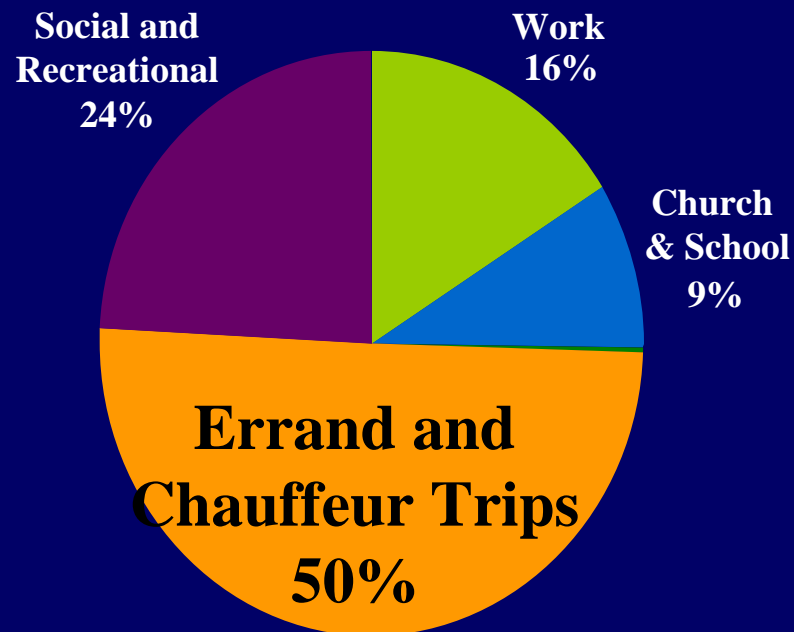 Social and
Recreational
24%
Work
16%
Church
& School
9%
Errand and
Chauffeur Trips
50%